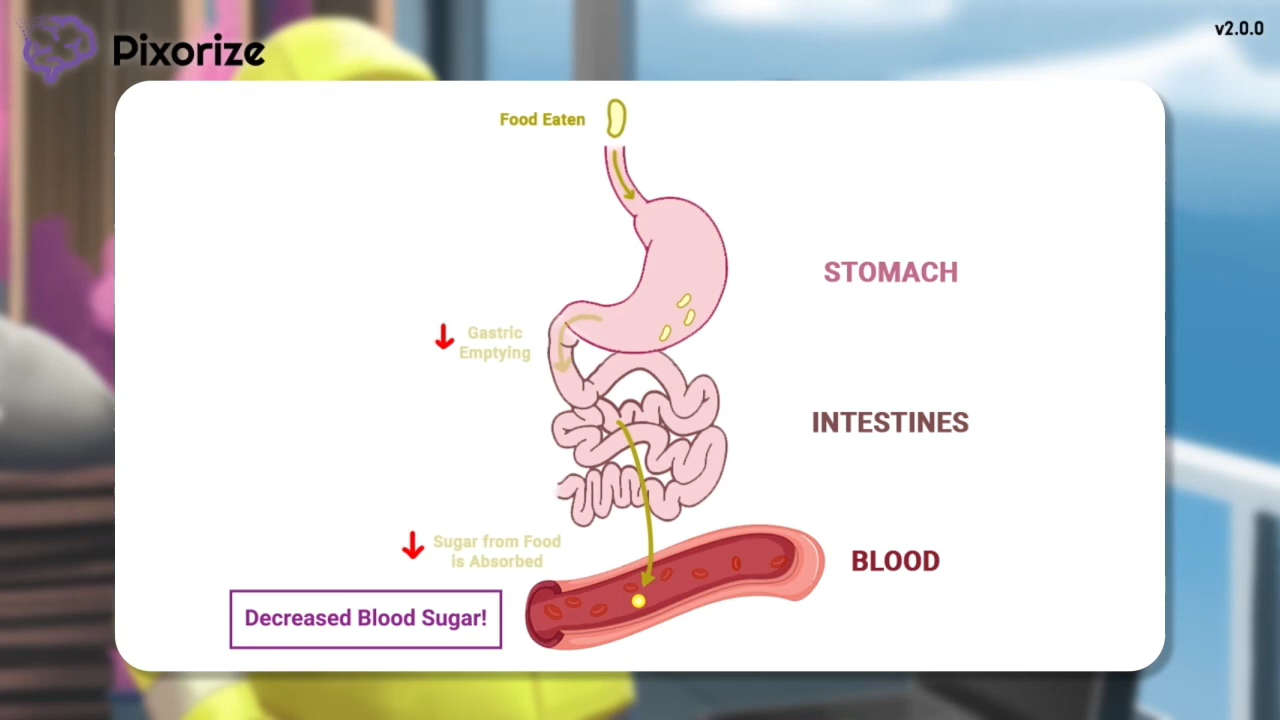 Pixorize
v2.0.0
Food Eaten
STOMACH
Gastric
Emptying
INTESTINES
Sugar from Food
is Absorbed
BLOOD
Decreased Blood Sugar!